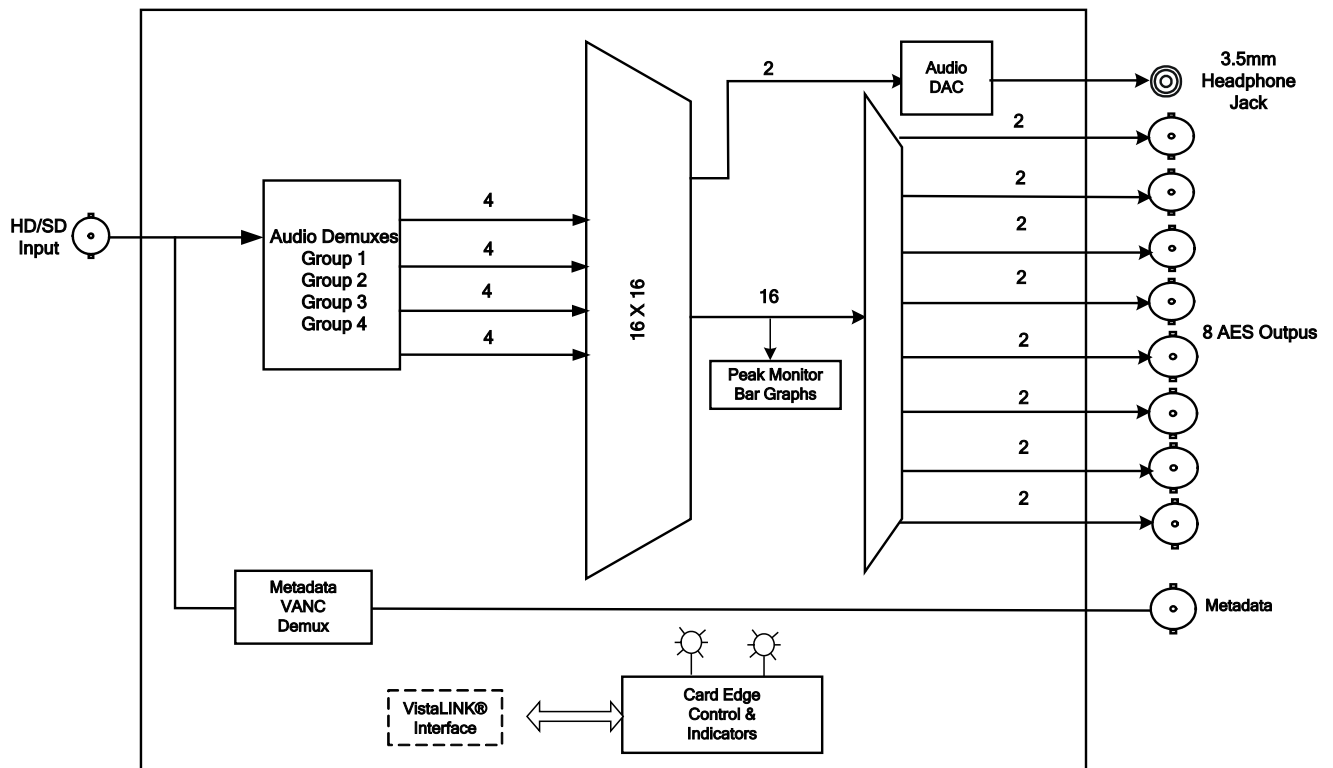 HD/SD
Input
Audio Demuxes
Group 1
Group 2
Group 3
Group 4
4
4
4
4
16 X 16
2
Audio
DAC
3.5mm
Headphone
Jack
16
Peak Monitor
Bar Graphs
2
2
2
2
2
2
2
2
8 AES Outpus
Metadata
VANC
Demux
Metadata
VistaLINK®
Interface
Card Edge
Control &
Indicators